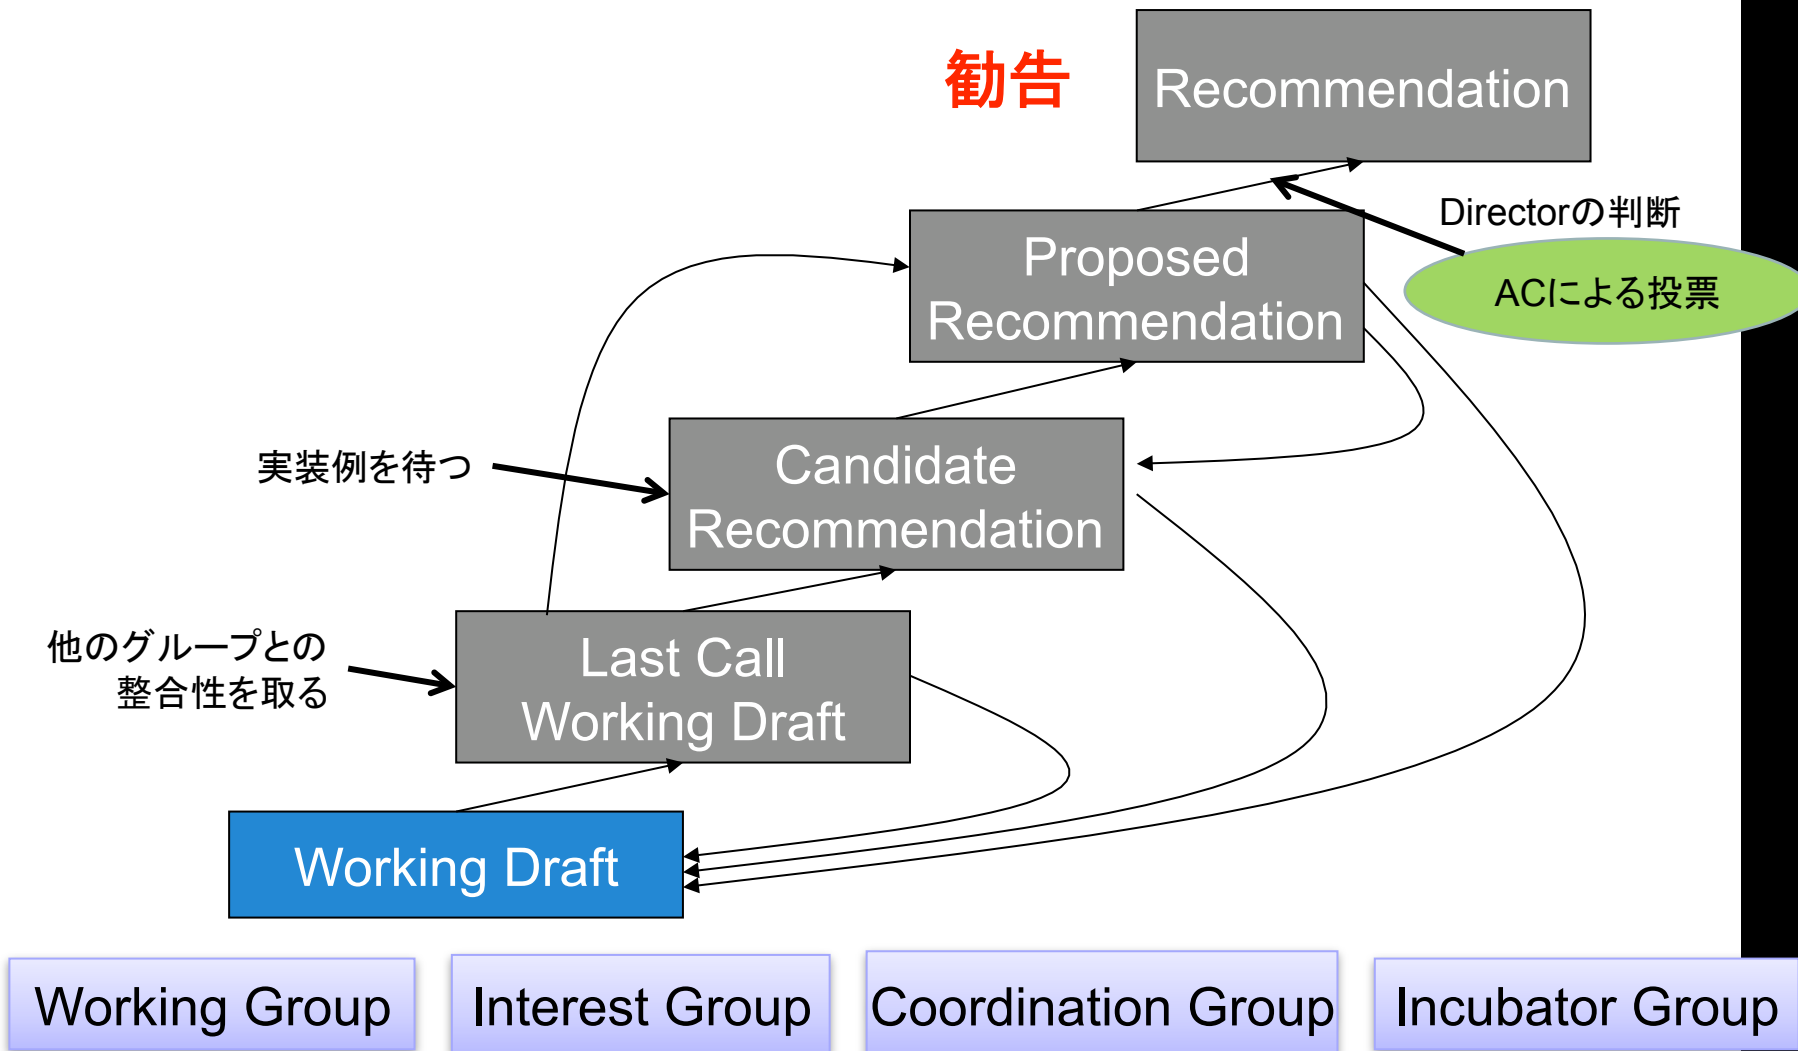 勧告
Recommendation
Directorの判断
ACによる投票
Proposed
Recommendation
実装例を待つ
Candidate
Recommendation
他のグループとの
整合性を取る
Last Call
Working Draft
Working Draft
Working Group
Interest Group
Coordination Group
Incubator Group